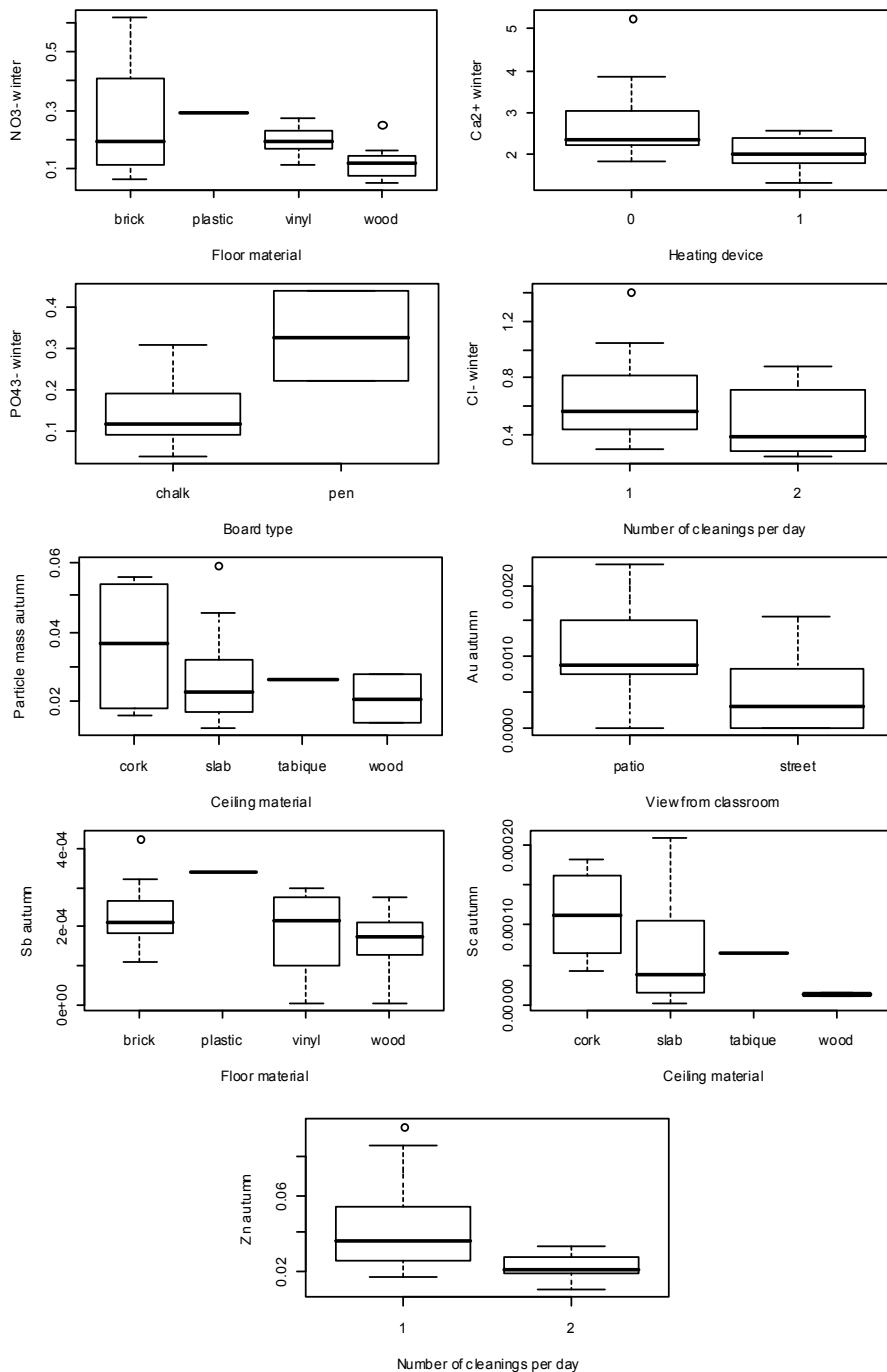 NO3- winter
0.1 0.3 0.5
brick plastic vinyl wood
Floor material
Ca2+ winter
2 3 4 5
0 1
Heating device
PO43- winter
0.1 0.2 0.3 0.4
chalk pen
Board type
Cl- winter
0.4 0.8 1.2
1 2
Number of cleanings per day
Particle mass autumn
0.02 0.04 0.06
cork slab tabique wood
Ceiling material
Au autumn
0.0000 0.0010 0.0020
patio street
View from classroom
Sb autumn
0e+00 2e-04 4e-04
brick plastic vinyl wood
Floor material
Sc autumn
0.00000 0.00010 0.00020
cork slab tabique wood
Ceiling material
Zn autumn
0.02 0.06
1 2
Number of cleanings per day